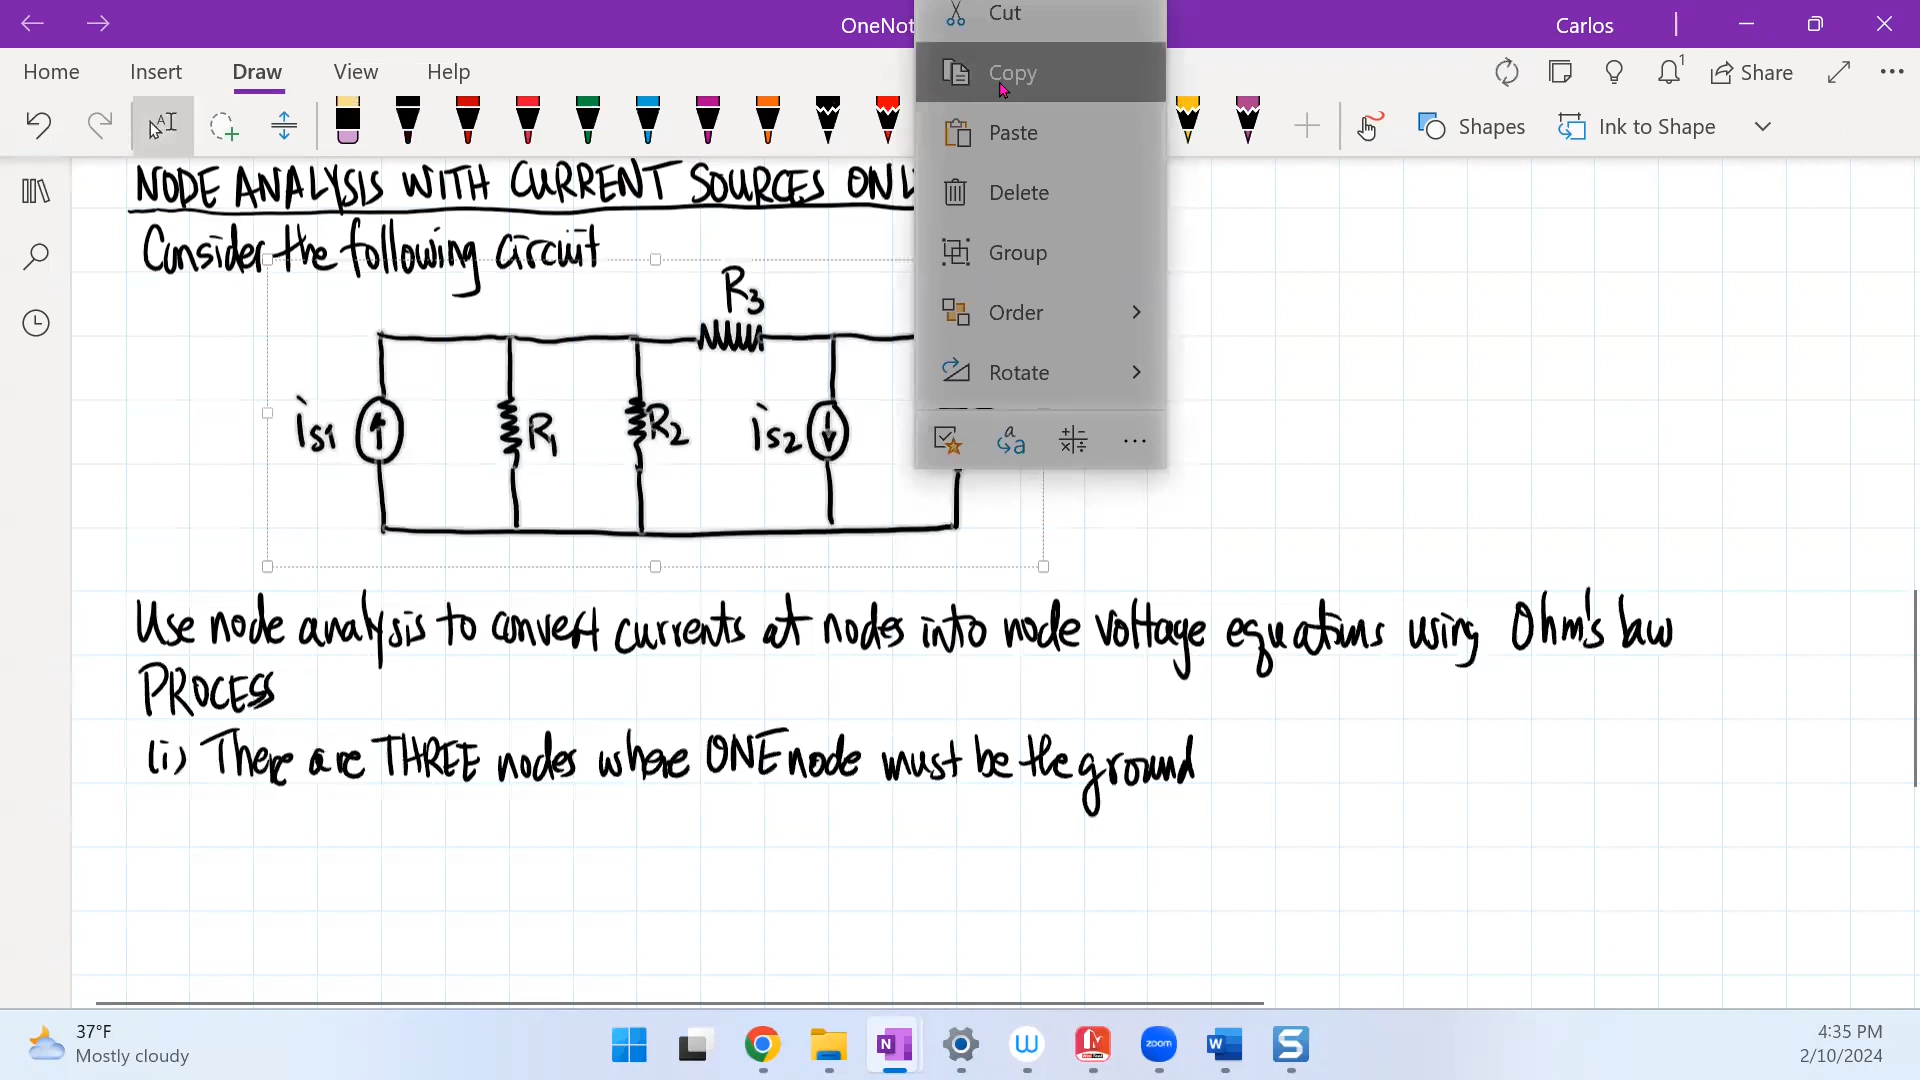 OneNot
Carlos
Home
Insert
Draw
View
Help
1
Share
Shapes
Ink to Shape
Cut
Copy
Paste
Delete
Group
Order
Rotate
NODE ANALYSIS WITH CURRENT SOURCES ONL
Consider the following circuit
R3
is1
R1
R2
is2
Use node analysis to convert currents at nodes into node voltage equations using Ohm's law
PROCESS
(i) There are THREE nodes where ONE node must be the ground
37°F
Mostly cloudy
zoom
4:35 PM
2/10/2024